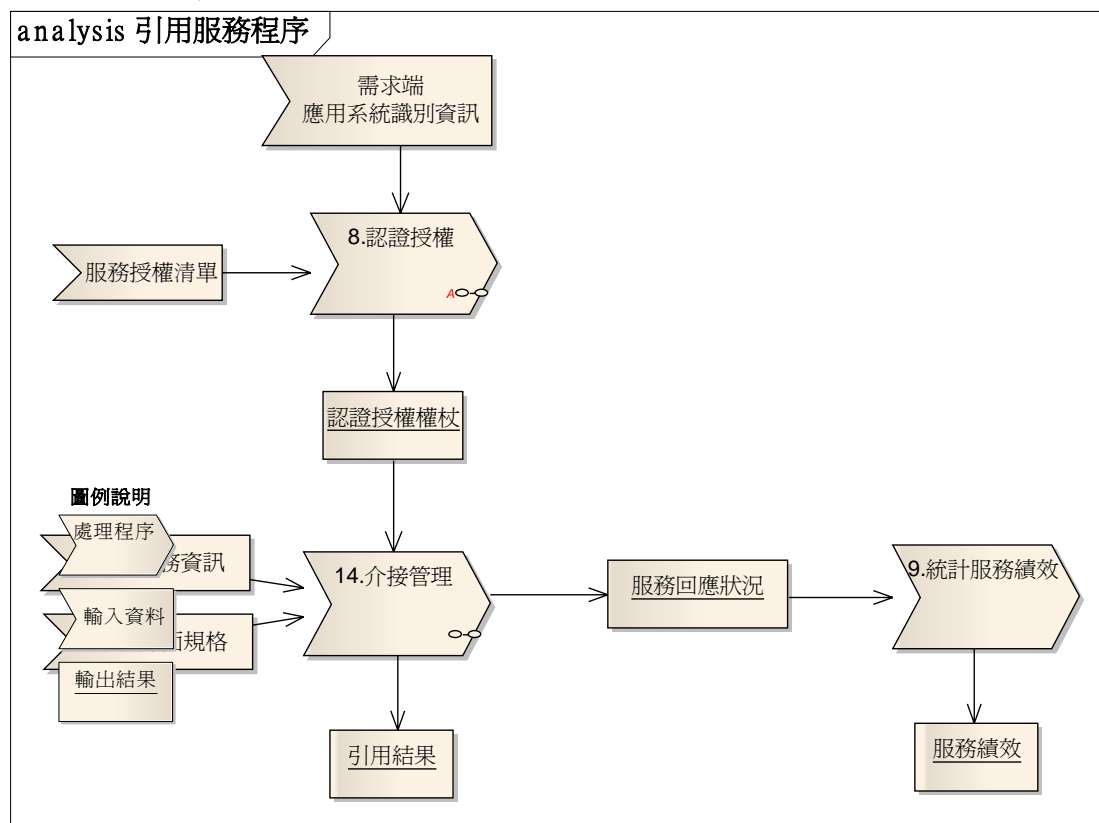 analysis 引用服務程序
需求端
應用系統識別資訊
8.認證授權
服務授權清單
A
認證授權權杖
圖例說明
處理程序
務資訊
輸入資料
面規格
輸出結果
14.介接管理
服務回應狀況
9.統計服務績效
引用結果
服務績效